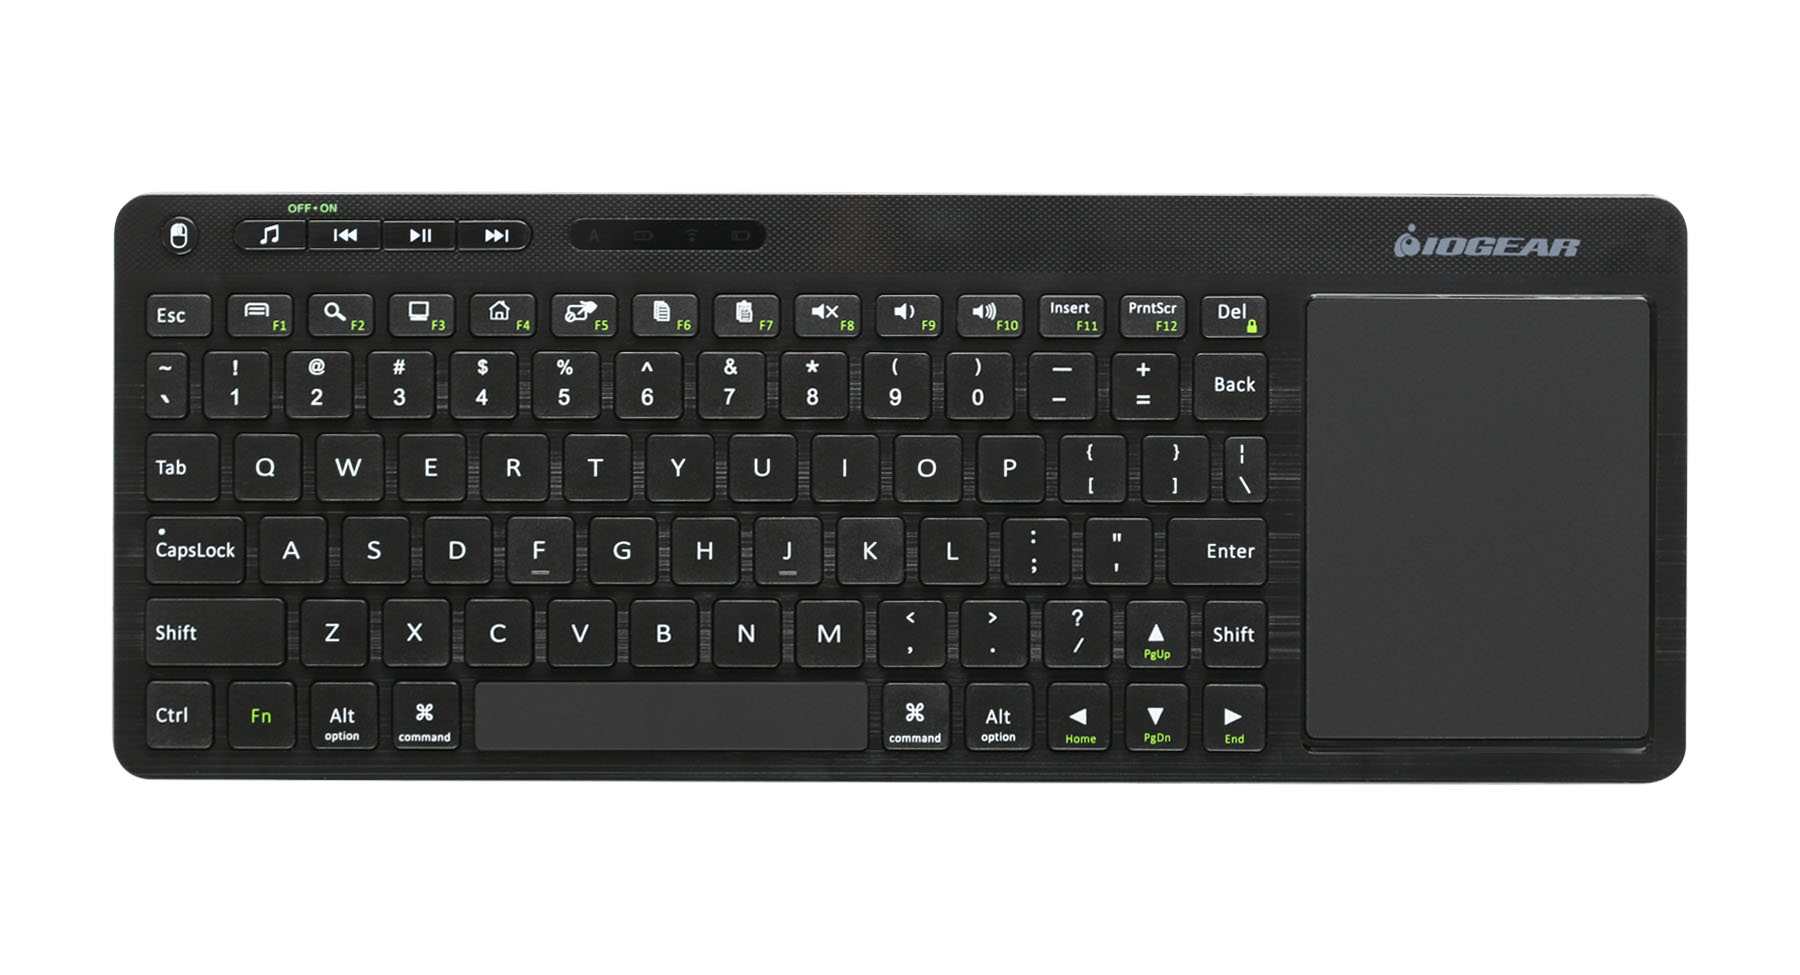 OFF • ON
A
IOGEAR
Esc F1 F2 F3 F4 F5 F6 F7 F8 F9 F10 Insert F11 PrntScr F12 Del
~ ! @ # $ % ^ & * ( ) — +
` 1 2 3 4 5 6 7 8 9 0 - = Back
Tab Q W E R T Y U I O P { [ } ] ¦ \
CapsLock A S D F G H J K L : ; " ' Enter
Shift Z X C V B N M < , > . ? / PgUp Shift
Ctrl Fn Alt ⌘ ⌘ Alt
option command command option Home PgDn End